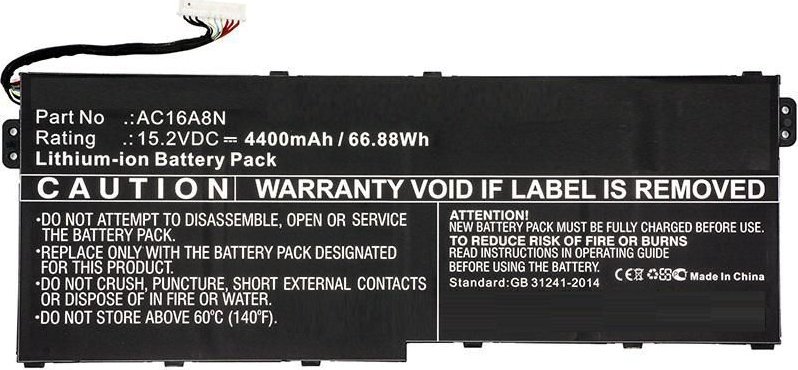 Part No .:AC16A8N
Rating .:15.2VDC ⎓ 4400mAh / 66.88Wh
Lithium-ion Battery Pack
CAUTION
WARRANTY VOID IF LABEL IS REMOVED
•DO NOT ATTEMPT TO DISASSEMBLE, OPEN OR SERVICE
THE BATTERY PACK.
•REPLACE ONLY WITH THE BATTERY PACK DESIGNATED
FOR THIS PRODUCT.
•DO NOT CRUSH, PUNCTURE, SHORT EXTERNAL CONTACTS
OR DISPOSE OF IN FIRE OR WATER.
•DO NOT STORE ABOVE 60℃ (140℉).
ATTENTION!
NEW BATTERY PACK MUST BE FULLY CHARGED BEFORE USE.
TO REDUCE RISK OF FIRE OR BURNS
READ INSTRUCTIONS IN OPERATING GUIDE
BEFORE USING THE BATTERY.
Standard:GB 31241-2014
CE Made In China